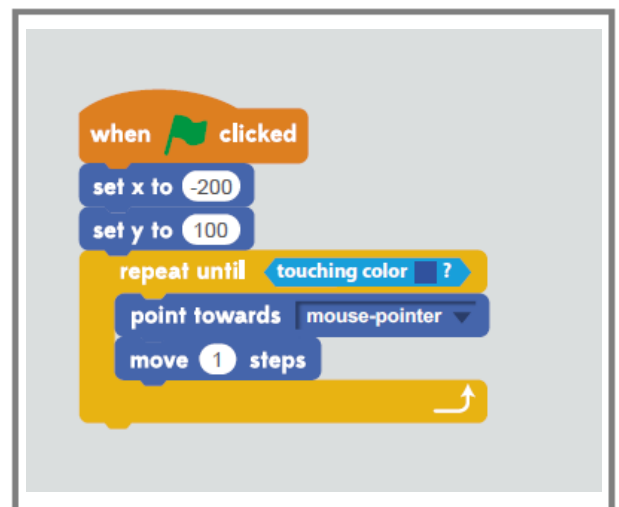 when clicked
set x to -200
set y to 100
repeat until touching color ?
point towards mouse-pointer
move 1 steps